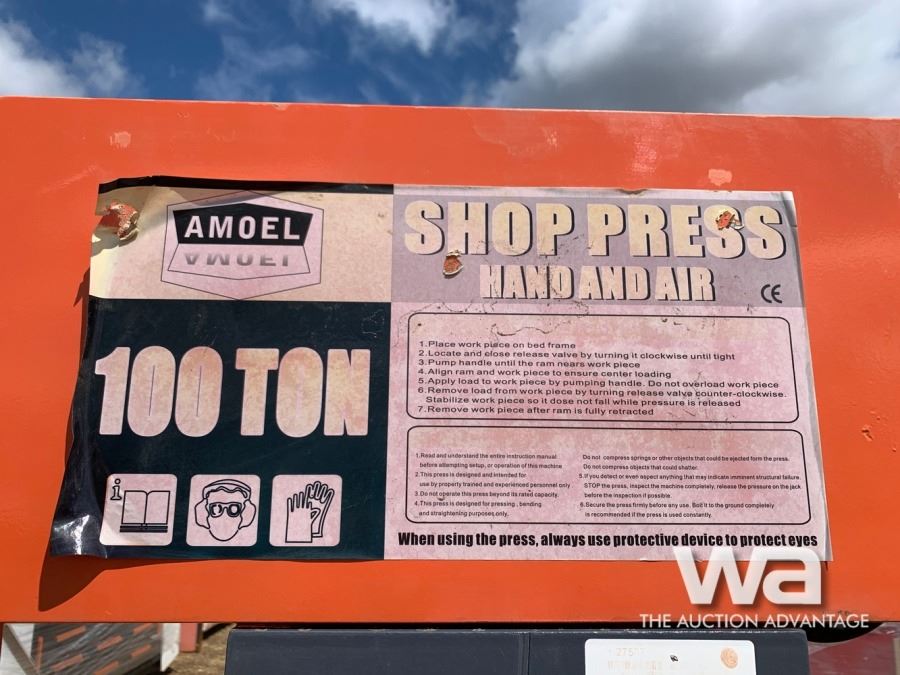 AMOEL
SHOP PRESS
HAND AND AIR
CE
100 TON
i
1.Place work piace on bed frame
2.Locate and close release valve by turning it clockwise until tight
3.Pump handle until the ram nears work piece
4.Align ram and work piece to ensure center loading
5.Apply load to work piece by pumping handle. Do not overload work piece
6.Remove load from work piece by turning release valve counter-clockwise.
Stabilize work piece so it dose not fall while pressure is released
7.Remove work piece after ram is fully retracted
1.Read and understand the entire instruction manual
before attempting setup, or operation of this machine
2.This press is designed and intended for
use by property trained and experienced personnel only
3.Do not operate this press beyond its rated capacity.
4.This press is designed for pressing , bending
and straightening purposes only.
Do not compress springs or other objects that could be ejected form the press.
Do not compress objects that could shatter.
5.If you detect or even aspect anything that may indicate imminent structural failure.
STOP the press, inspect the machine completely, release the pressure on the jack
before the inspection if possible.
6.Secure the press firmly before any use. Bolt it to the ground completely
is recommended if the press is used constantly.
When using the press, always use protective device to protect eyes
wa
THE AUCTION ADVANTAGE